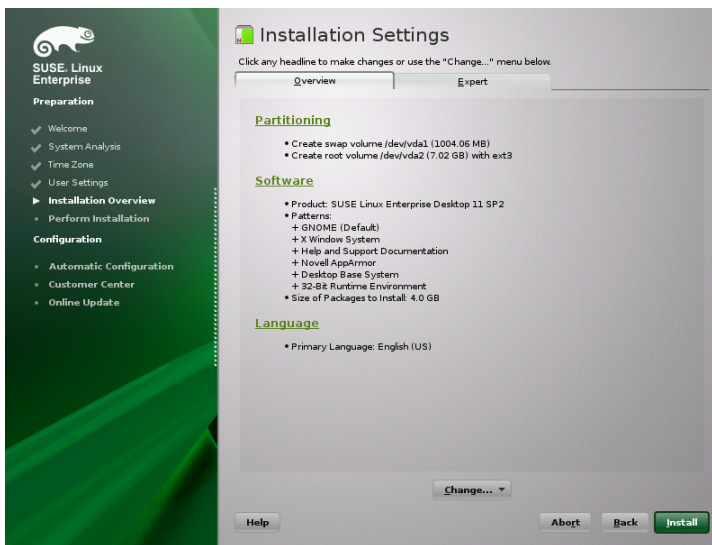 SUSE. Linux
Enterprise
Preparation
Welcome
System Analysis
Time Zone
User Settings
Installation Overview
Perform Installation
Configuration
Automatic Configuration
Customer Center
Online Update
Installation Settings
Click any headline to make changes or use the "Change..." menu below.
Overview
Expert
Partitioning
• Create swap volume /dev/vda1 (1004.06 MB)
• Create root volume /dev/vda2 (7.02 GB) with ext3
Software
• Product: SUSE Linux Enterprise Desktop 11 SP2
• Patterns:
+ GNOME (Default)
+ X Window System
+ Help and Support Documentation
+ Novell AppArmor
+ Desktop Base System
+ 32-Bit Runtime Environment
• Size of Packages to Install: 4.0 GB
Language
• Primary Language: English (US)
Change...
Help
Abort
Back
Install